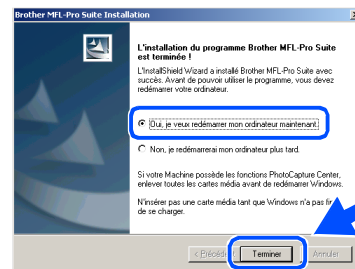 Brother MFL-Pro Suite Installation
L'installation du programme Brother MFL-Pro Suite
est terminée !
L'InstallShield Wizard a installé Brother MFL-Pro Suite avec
succès. Avant de pouvoir utiliser le programme, vous devez
redémarrer votre ordinateur.
Oui, je veux redémarrer mon ordinateur maintenant.
Non, je redémarrerai mon ordinateur plus tard.
Si votre Machine possède les fonctions PhotoCapture Center,
enlever toutes les cartes média avant de redémarrer Windows.
N'insérer pas une carte média tant que Windows n'a pas
de se charger.
< Précédent Terminer Annuler